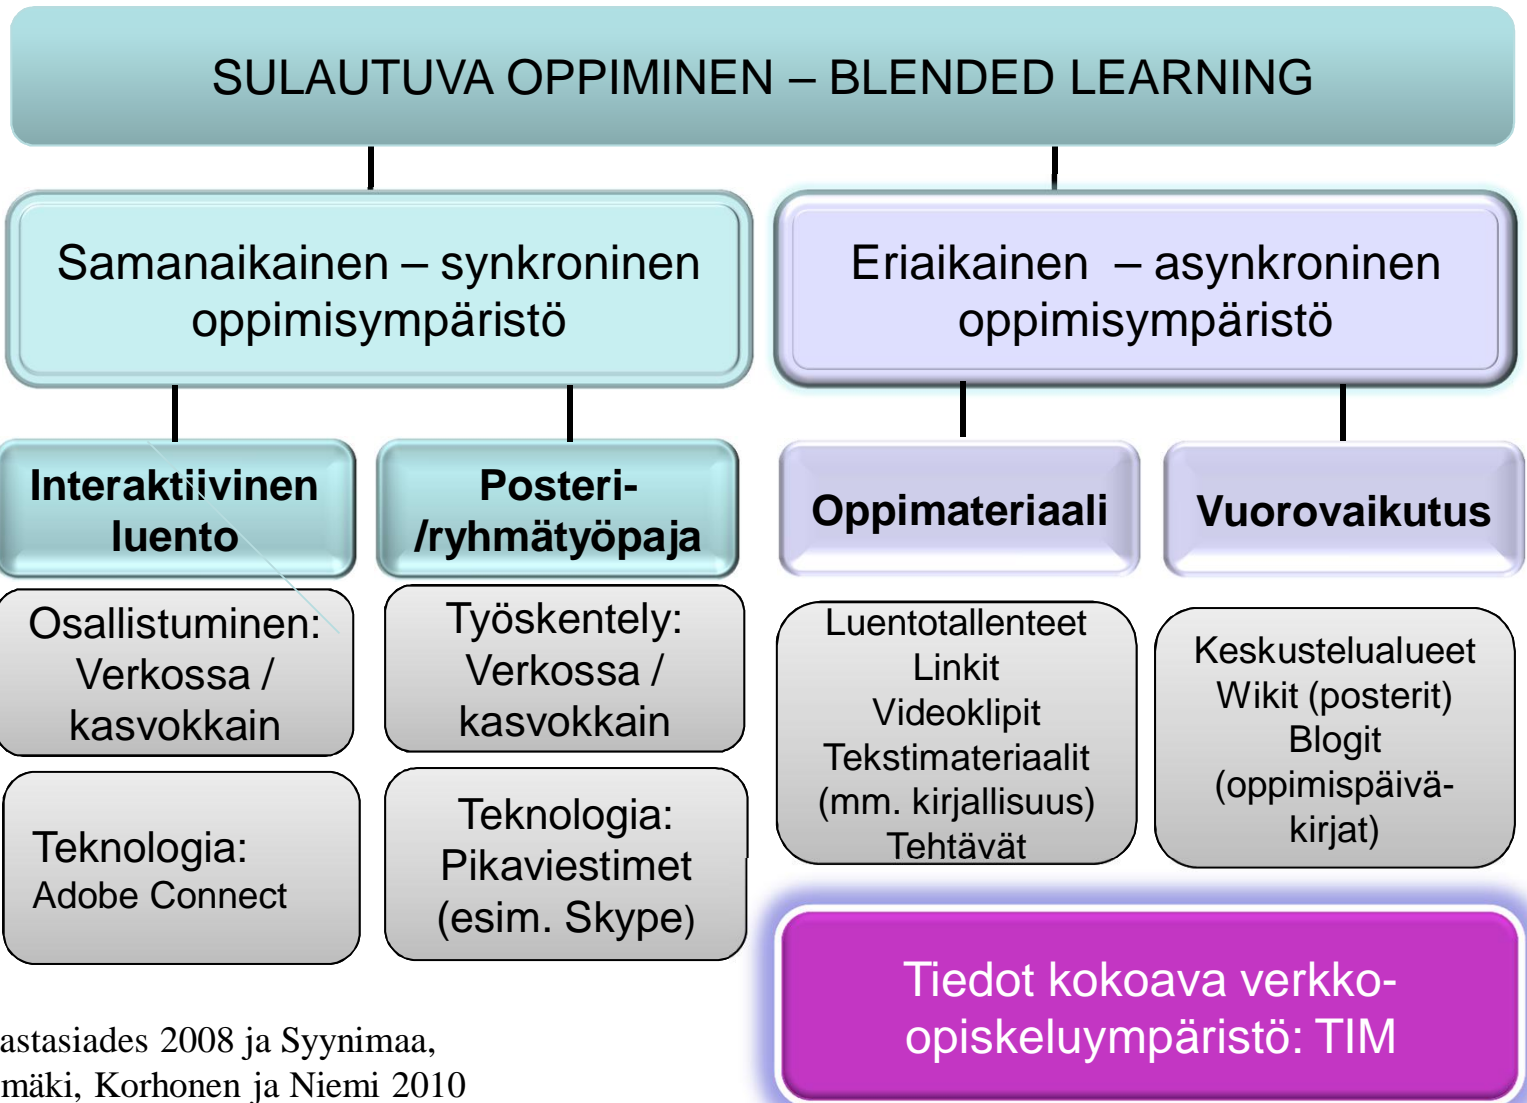 SULAUTUVA OPPIMINEN – BLENDED LEARNING
Samanaikainen – synkroninen
oppimisympäristö
Eriaikainen – asynkroninen
oppimisympäristö
Interaktiivinen
luento
Posteri-
/ryhmätyöpaja
Oppimateriaali
Vuorovaikutus
Osallistuminen:
Verkossa /
kasvokkain
Työskentely:
Verkossa /
kasvokkain
Luentotallenteet
Linkit
Videoklipit
Tekstimateriaalit
(mm. kirjallisuus)
Tehtävät
Keskustelualueet
Wikit (posterit)
Blogit
(oppimispäivä-
kirjat)
Teknologia:
Adobe Connect
Teknologia:
Pikaviestimet
(esim. Skype)
Tiedot kokoava verkko-
opiskeluympäristö: TIM
astasiades 2008 ja Syynimaa,
mäki, Korhonen ja Niemi 2010